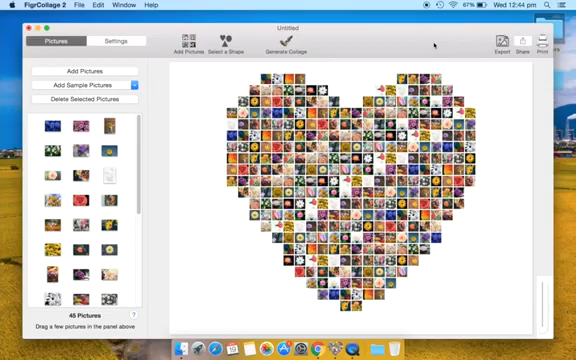 FigrCollage 2 File Edit Windows Help 67% Wed 12:44 pm
Untitled
Pictures Settings Add Pictures Select a Shape Generate Collage Export Share Print
Add Pictures
Add Sample Pictures
Delete Selected Pictures
45 Pictures ?
Drag a few pictures in the panel above